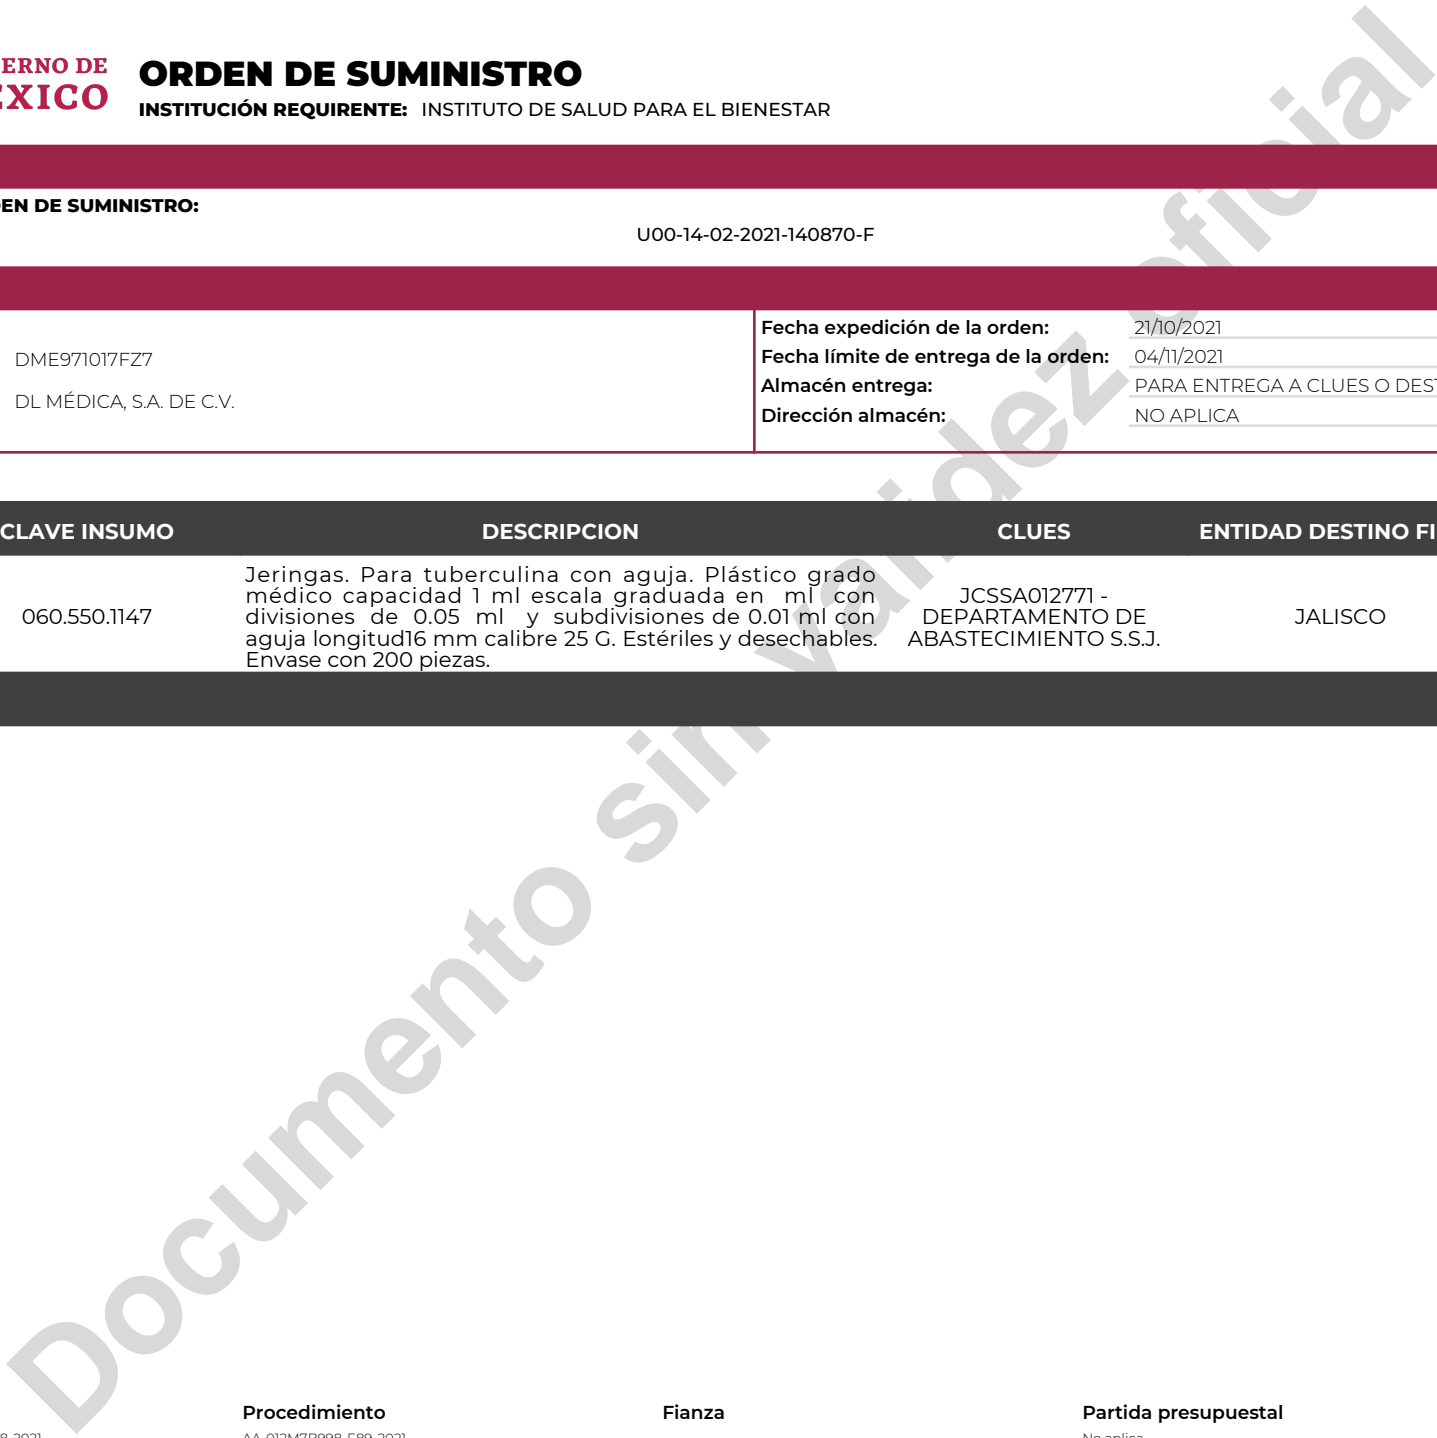 ERNO DE
ORDEN DE SUMINISTRO
INSTITUCIÓN REQUIRENTE: INSTITUTO DE SALUD PARA EL BIENESTAR
EN DE SUMINISTRO:
U00-14-02-2021-140870-F
DME971017FZ7
DL MÉDICA, S.A. DE C.V.
Fecha expedición de la orden: 21/10/2021
Fecha límite de entrega de la orden: 04/11/2021
Almacén entrega: PARA ENTREGA A CLUES O DEST
Dirección almacén: NO APLICA
CLAVE INSUMO DESCRIPCION CLUES ENTIDAD DESTINO FI
060.550.1147
Jeringas. Para tuberculina con aguja. Plástico grado
médico capacidad 1 ml escala graduada en ml con
divisiones de 0.05 ml y subdivisiones de 0.01 ml con
aguja longitud16 mm calibre 25 G. Estériles y desechables.
Envase con 200 piezas.
JCSSA012771 -
DEPARTAMENTO DE
ABASTECIMIENTO S.S.J.
JALISCO
Documento sin validez oficial
Procedimiento Fianza Partida presupuestal